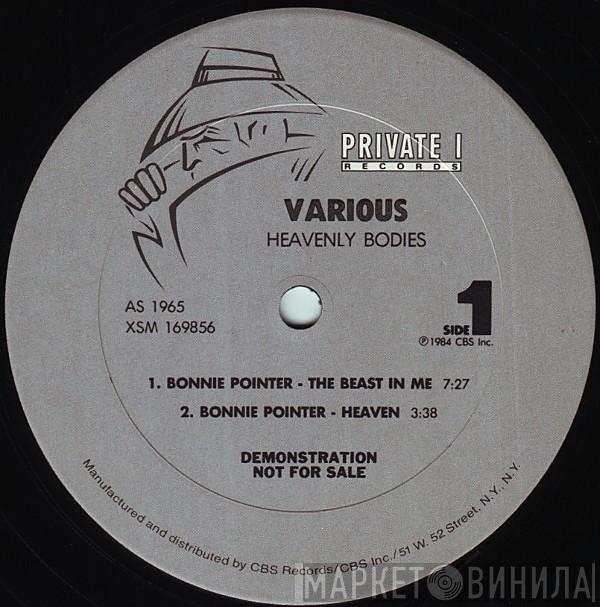 PRIVATE I
RECORDS
VARIOUS
HEAVENLY BODIES
AS 1965
XSM 169856
SIDE 1
℗1984 CBS Inc.
1. BONNIE POINTER - THE BEAST IN ME 7:27
2. BONNIE POINTER - HEAVEN 3:38
DEMONSTRATION
NOT FOR SALE
Manufactured and distributed by CBS Records/CBS Inc./51 W. 52 Street, N.Y., N.Y.
МАРКЕТ ВИНИЛА